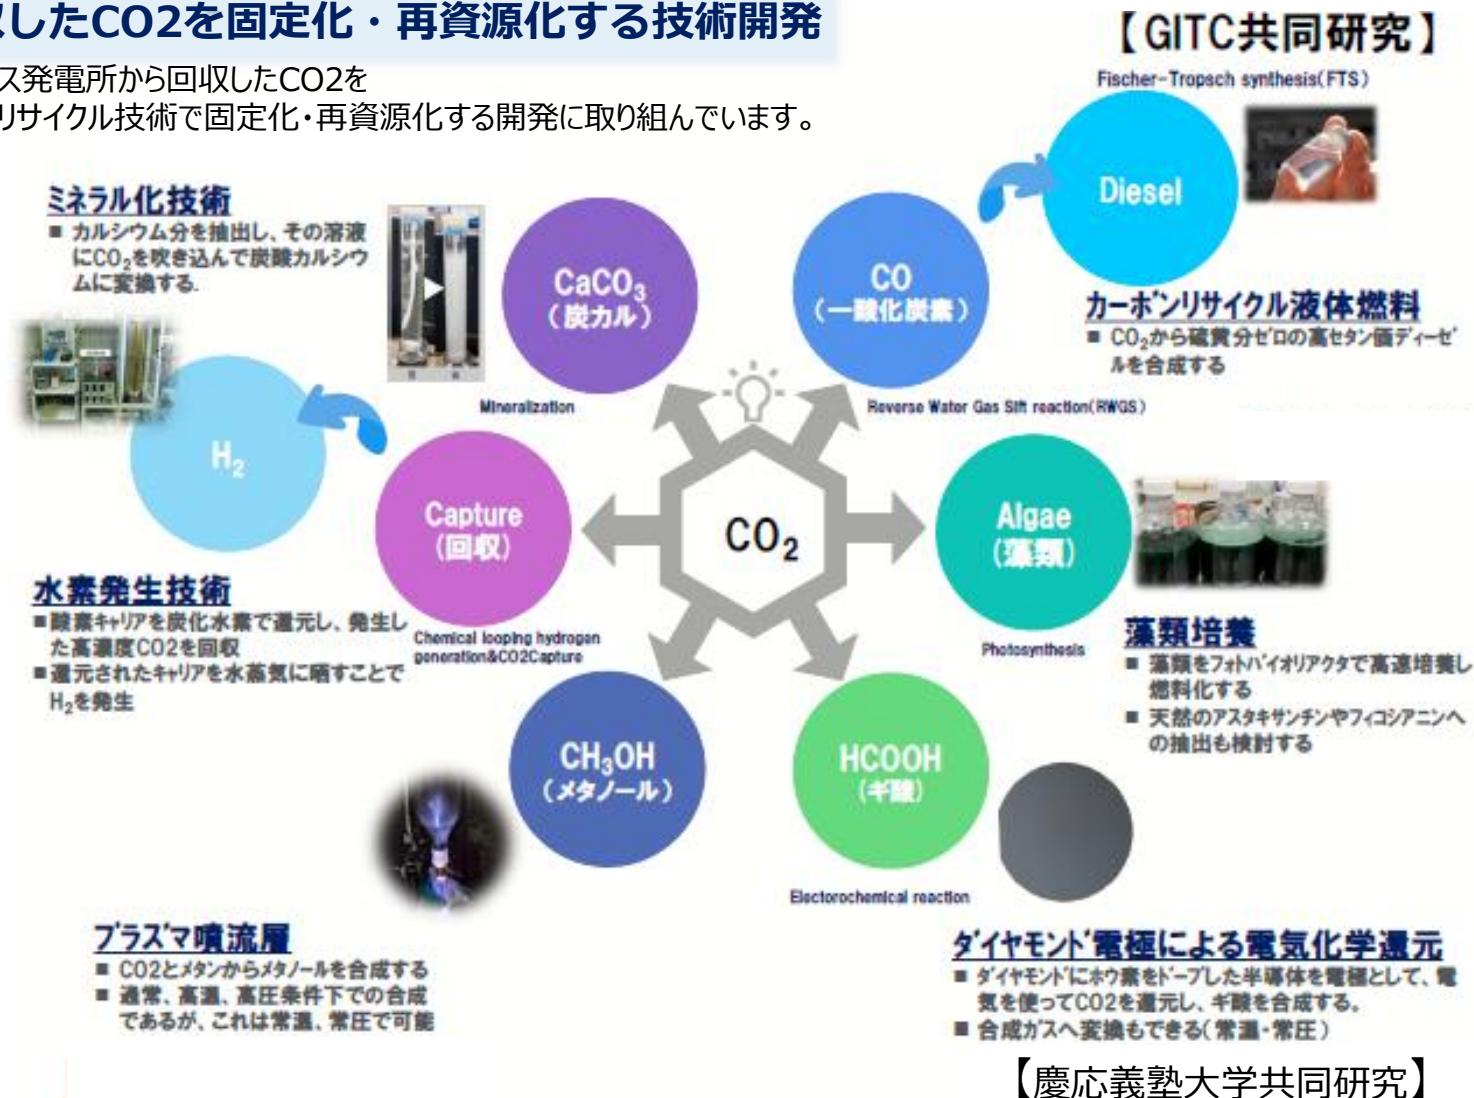 したCO2を固定化・再資源化する技術開発
ス発電所から回収したCO2を
リサイクル技術で固定化・再資源化する開発に取り組んでいます。
【GITC共同研究】
Fischer-Tropsch synthesis(FTS)
Diesel
カーボンリサイクル液体燃料
■ CO₂から硫黄分ゼロの高セタン価ディーゼ
ルを合成する
ミネラル化技術
■ カルシウム分を抽出し、その溶液
にCO₂を吹き込んで炭酸カルシウ
ムに変換する.
CaCO₃
（炭カル）
Mineralization
CO
（一酸化炭素）
Reverse Water Gas Sift reaction(RWGS)
H₂
Capture
(回収)
Chemical looping hydrogen
generation&CO2Capture
水素発生技術
■酸素キャリアを炭化水素で還元し、発生し
た高濃度CO2を回収
■還元されたキャリアを水蒸気に晒すことで
H₂を発生
CO₂
Algae
(藻類)
Photosynthesis
藻類培養
■ 藻類をフォトバイオリアクタで高速培養し
燃料化する
■ 天然のアスタキサンチンやフィコシアニンへ
の抽出も検討する
CH₃OH
（メタノール）
プラズマ噴流層
■ CO2とメタンからメタノールを合成する
■ 通常、高温、高圧条件下での合成
であるが、これは常温、常圧で可能
HCOOH
(ギ酸)
Electorochemical reaction
ダイヤモンド電極による電気化学還元
■ ダイヤモンドにホウ素をドープした半導体を電極として、電
気を使ってCO2を還元し、ギ酸を合成する。
■ 合成ガスへ変換もできる(常温・常圧)
【慶応義塾大学共同研究】